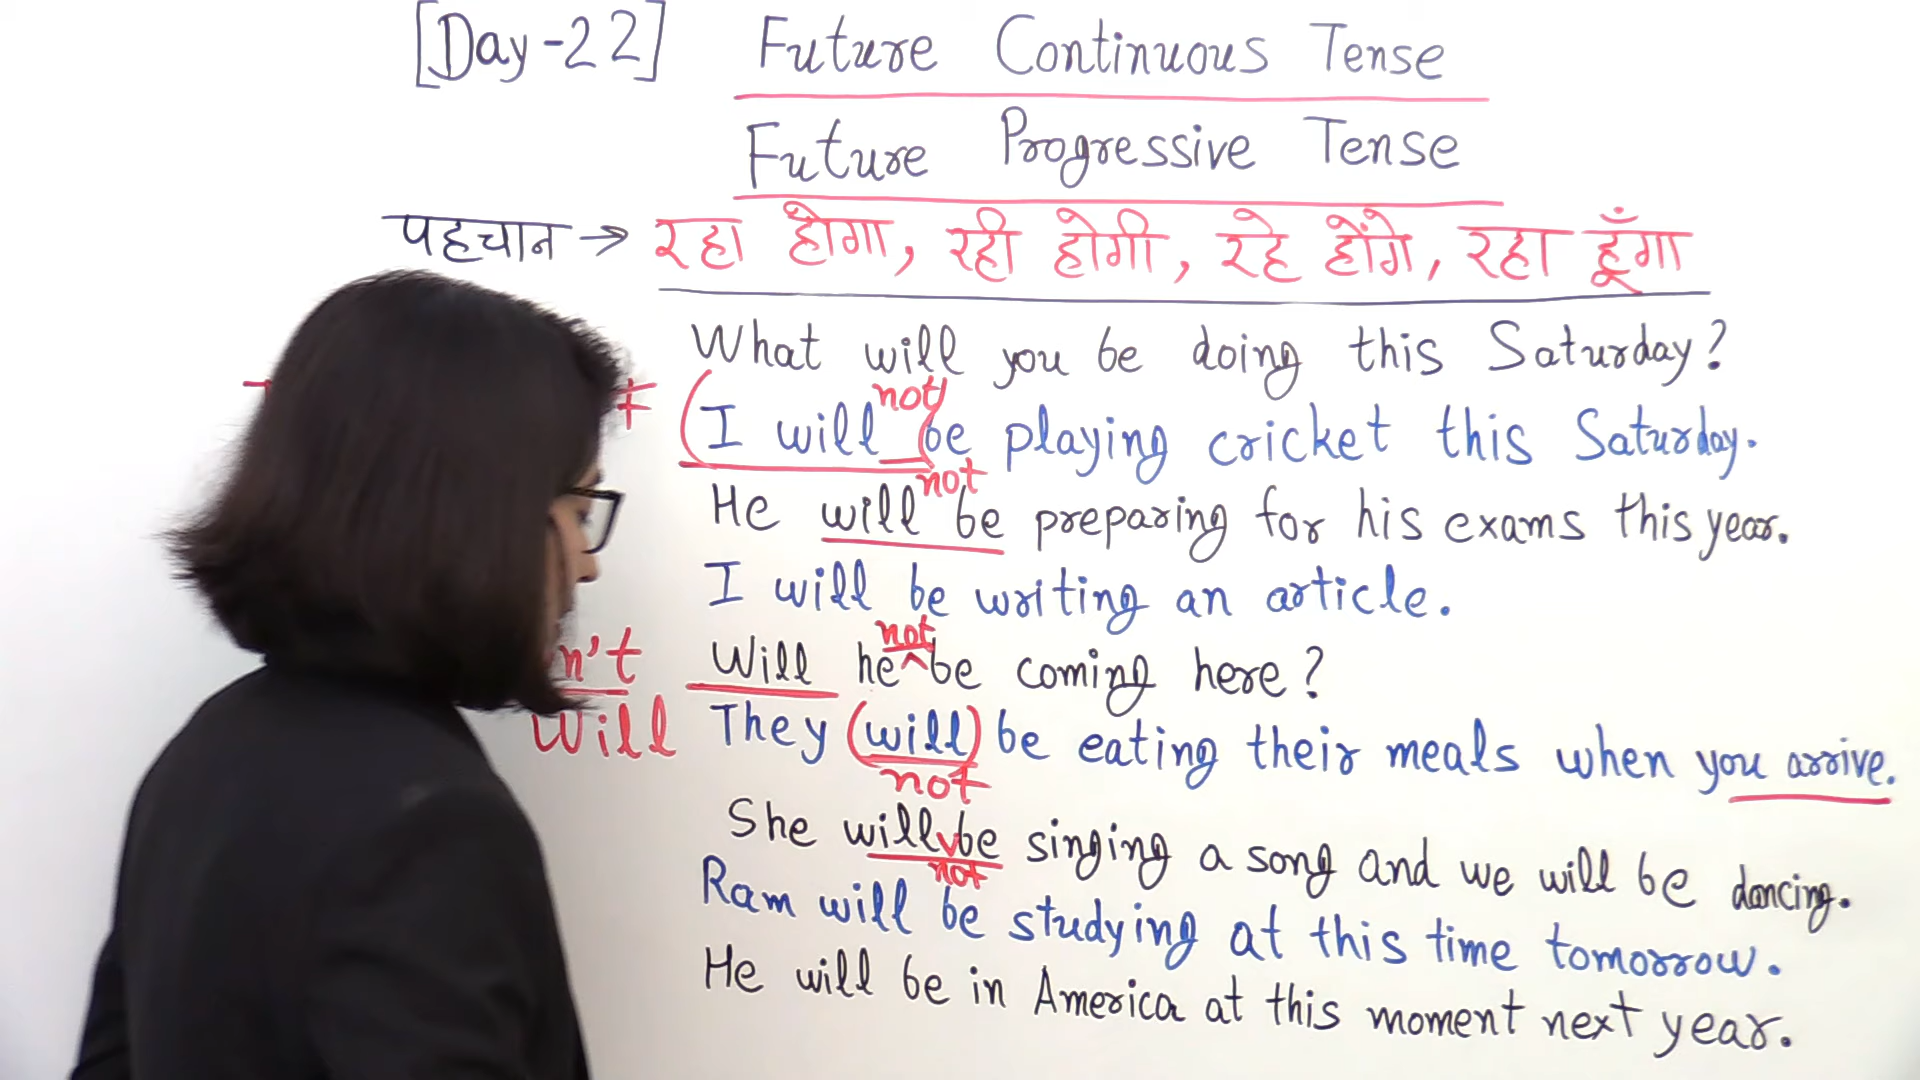 [Day-22] Future Continuous Tense
Future Progressive Tense
पहचान → रहा होगा, रही होगी, रहे होंगे, रहा हूँगा
What will you be doing this Saturday?
not
I will be playing cricket this Saturday.
not
He will be preparing for his exams this year.
I will be writing an article.
not
n't Will he be coming here?
Will They (will) be eating their meals when you arrive.
not
She will be singing a song and we will be dancing.
not
Ram will be studying at this time tomorrow.
He will be in America at this moment next year.